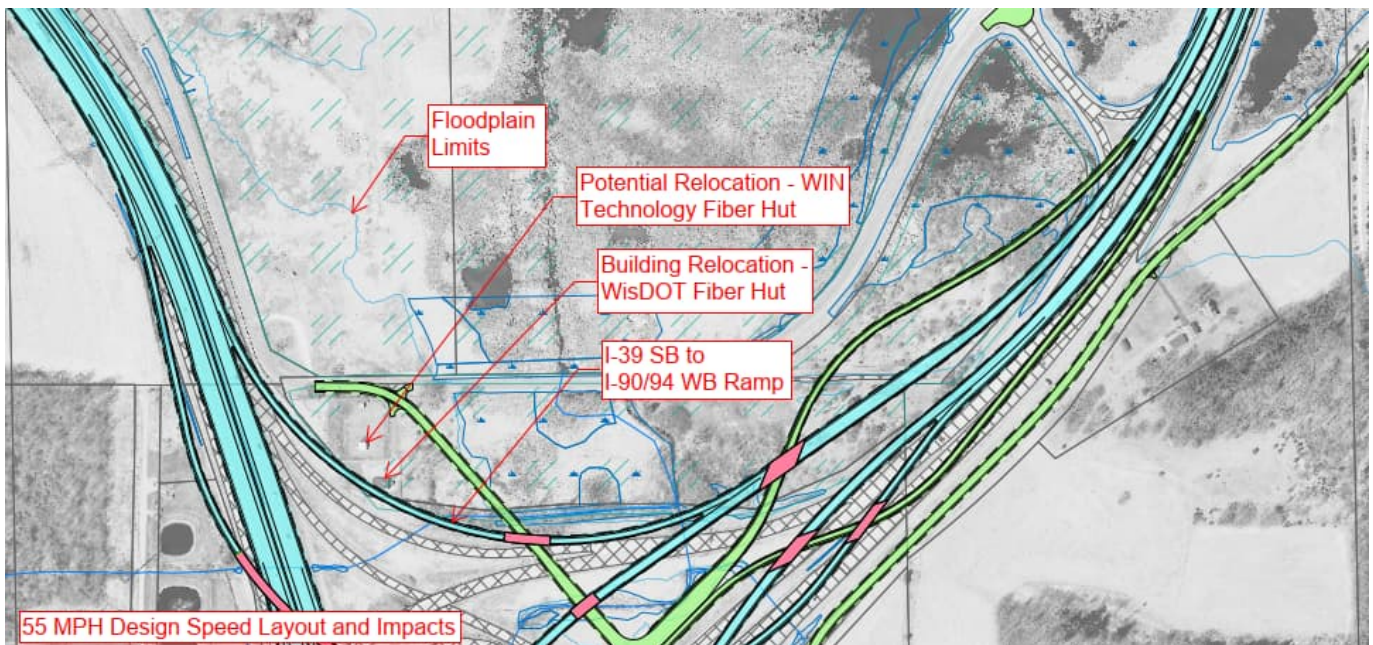 Floodplain
Limits
Potential Relocation - WIN
Technology Fiber Hut
Building Relocation -
WisDOT Fiber Hut
I-39 SB to
I-90/94 WB Ramp
55 MPH Design Speed Layout and Impacts